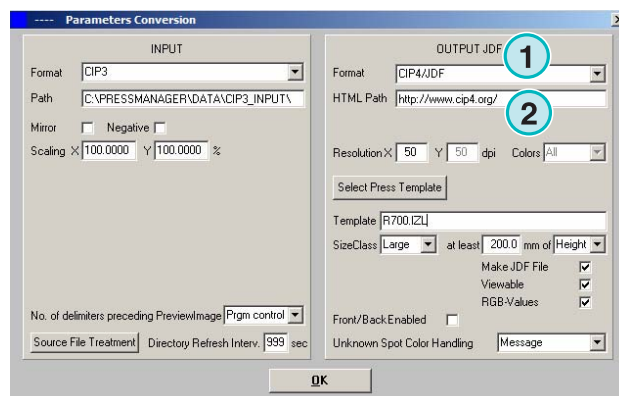 ---- Parameters Conversion
INPUT
Format CIP3
Path C:\PRESSMANAGER\DATA\CIP3_INPUT\
Mirror Negative
Scaling X 100.0000 Y 100.0000 %
No. of delimiters preceding PreviewImage Prgm control
Source File Treatment Directory Refresh Interv. 999 sec
OUTPUT JDF
1
Format CIP4/JDF
HTML Path http://www.cip4.org/
2
Resolution X 50 Y 50 dpi Colors All
Select Press Template
Template R700.IZL
SizeClass Large at least 200.0 mm of Height
Make JDF File
Viewable
RGB-Values
Front/Back Enabled
Unknown Spot Color Handling Message
OK